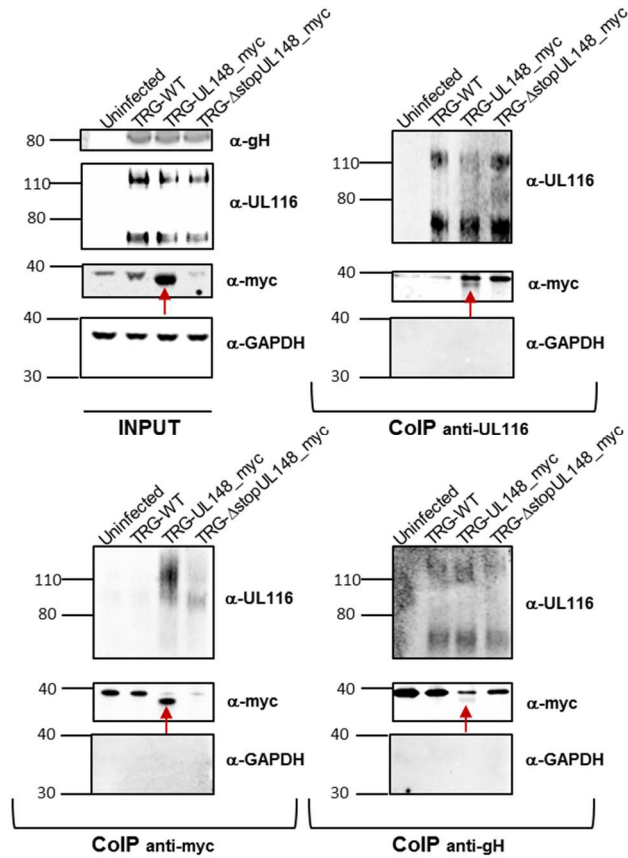 Uninfected
TRG-WT
TRG-UL148_myc
TRG-ΔstopUL148_myc
80
α-gH
110
α-UL116
80
40
α-myc
40
α-GAPDH
30
INPUT
Uninfected
TRG-WT
TRG-UL148_myc
TRG-ΔstopUL148_myc
110
α-UL116
80
40
α-myc
40
α-GAPDH
30
CoIP anti-UL116
Uninfected
TRG-WT
TRG-UL148_myc
TRG-ΔstopUL148_myc
110
α-UL116
80
40
α-myc
40
α-GAPDH
30
CoIP anti-myc
Uninfected
TRG-WT
TRG-UL148_myc
TRG-ΔstopUL148_myc
110
α-UL116
80
40
α-myc
40
α-GAPDH
30
CoIP anti-gH